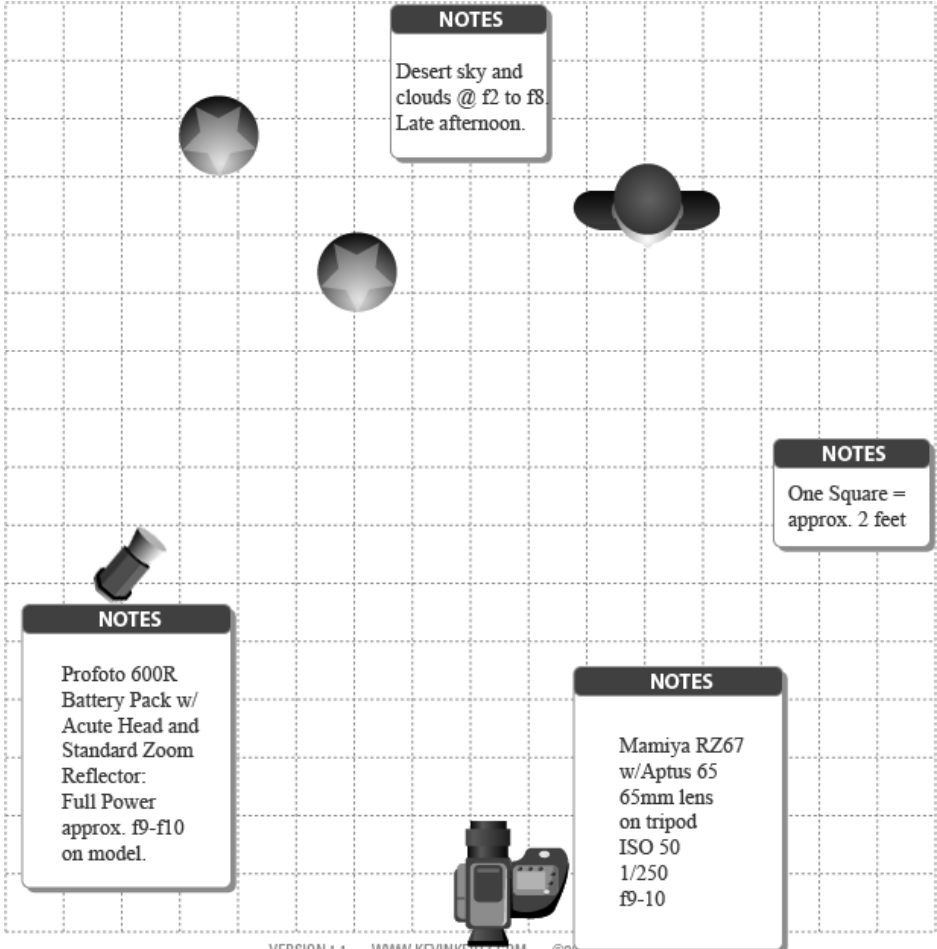 NOTES
Desert sky and
clouds @ f2 to f8.
Late afternoon.
NOTES
One Square =
approx. 2 feet
NOTES
Profoto 600R
Battery Pack w/
Acute Head and
Standard Zoom
Reflector:
Full Power
approx. f9-f10
on model.
NOTES
Mamiya RZ67
w/Aptus 65
65mm lens
on tripod
ISO 50
1/250
f9-10
VERSION